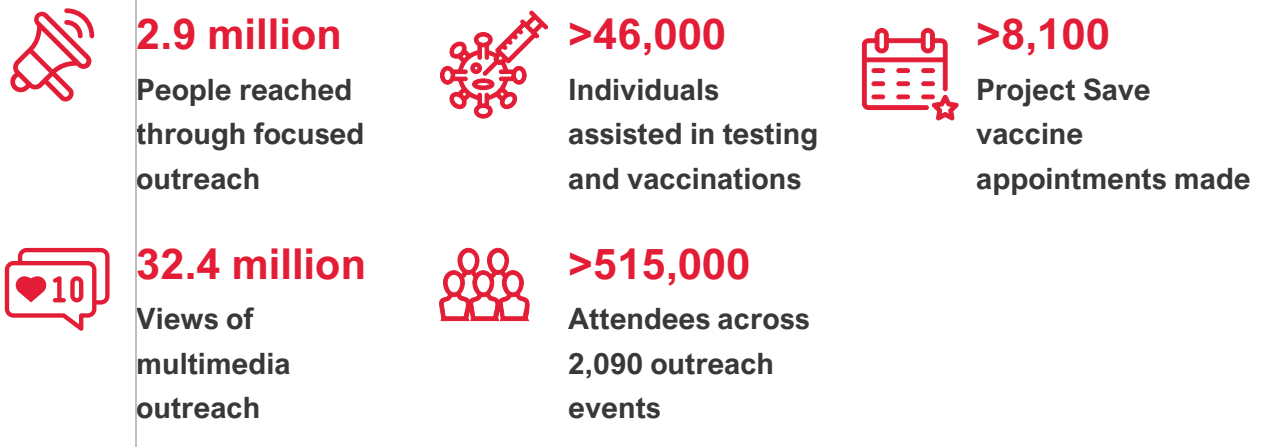 2.9 million
People reached
through focused
outreach
>46,000
Individuals
assisted in testing
and vaccinations
>8,100
Project Save
vaccine
appointments made
10
32.4 million
Views of
multimedia
outreach
>515,000
Attendees across
2,090 outreach
events